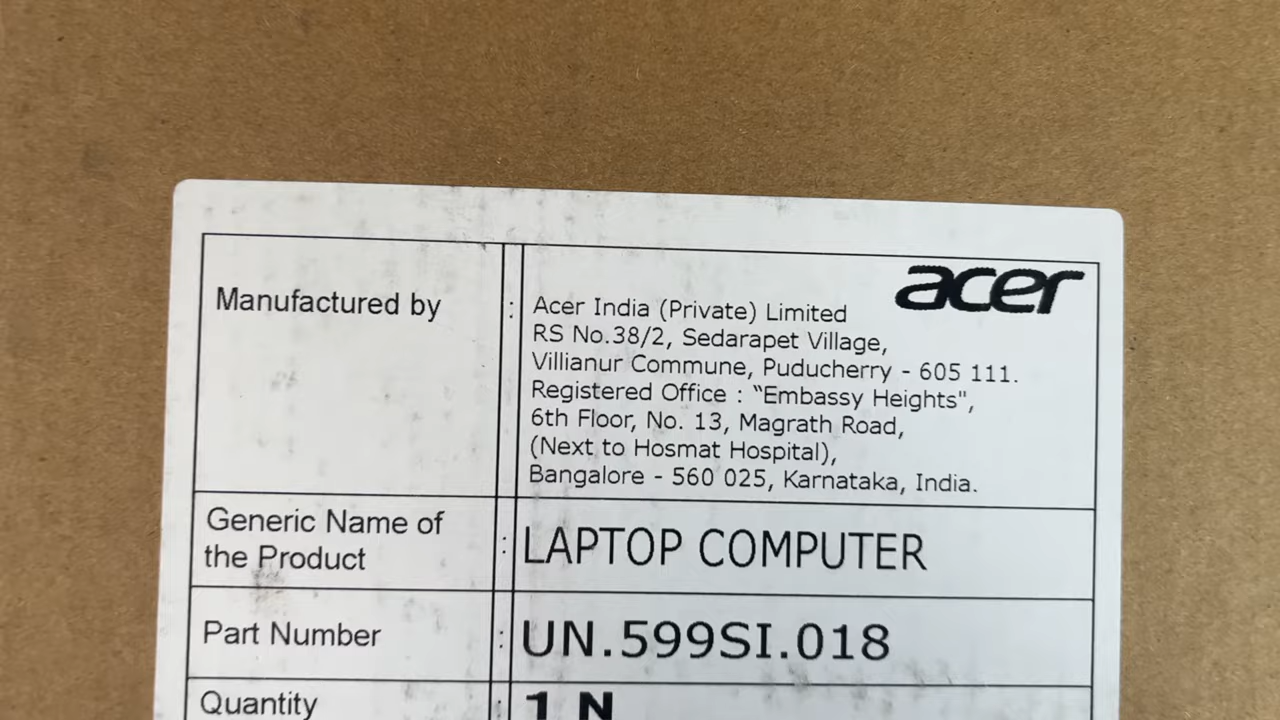 acer
Manufactured by : Acer India (Private) Limited
RS No.38/2, Sedarapet Village,
Villianur Commune, Puducherry - 605 111.
Registered Office : “Embassy Heights",
6th Floor, No. 13, Magrath Road,
(Next to Hosmat Hospital),
Bangalore - 560 025, Karnataka, India.
Generic Name of
the Product : LAPTOP COMPUTER
Part Number : UN.599SI.018
Quantity : 1 N